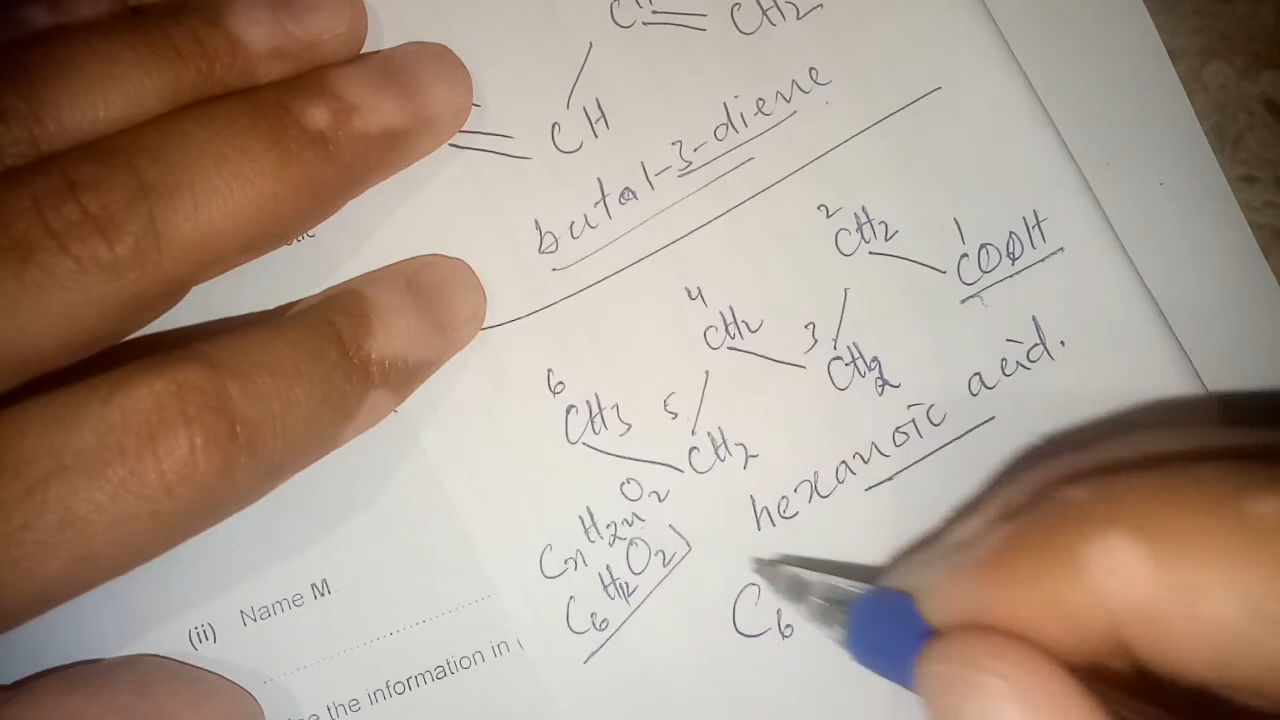 CH CH2
CH
buta1-3-diene
2 CH2 1 COOH
4 CH2 3 CH2
6 CH3 5 CH2
hexanoic acid.
CnH2nO2
C6H12O2
C6
(ii) Name M
the information in (